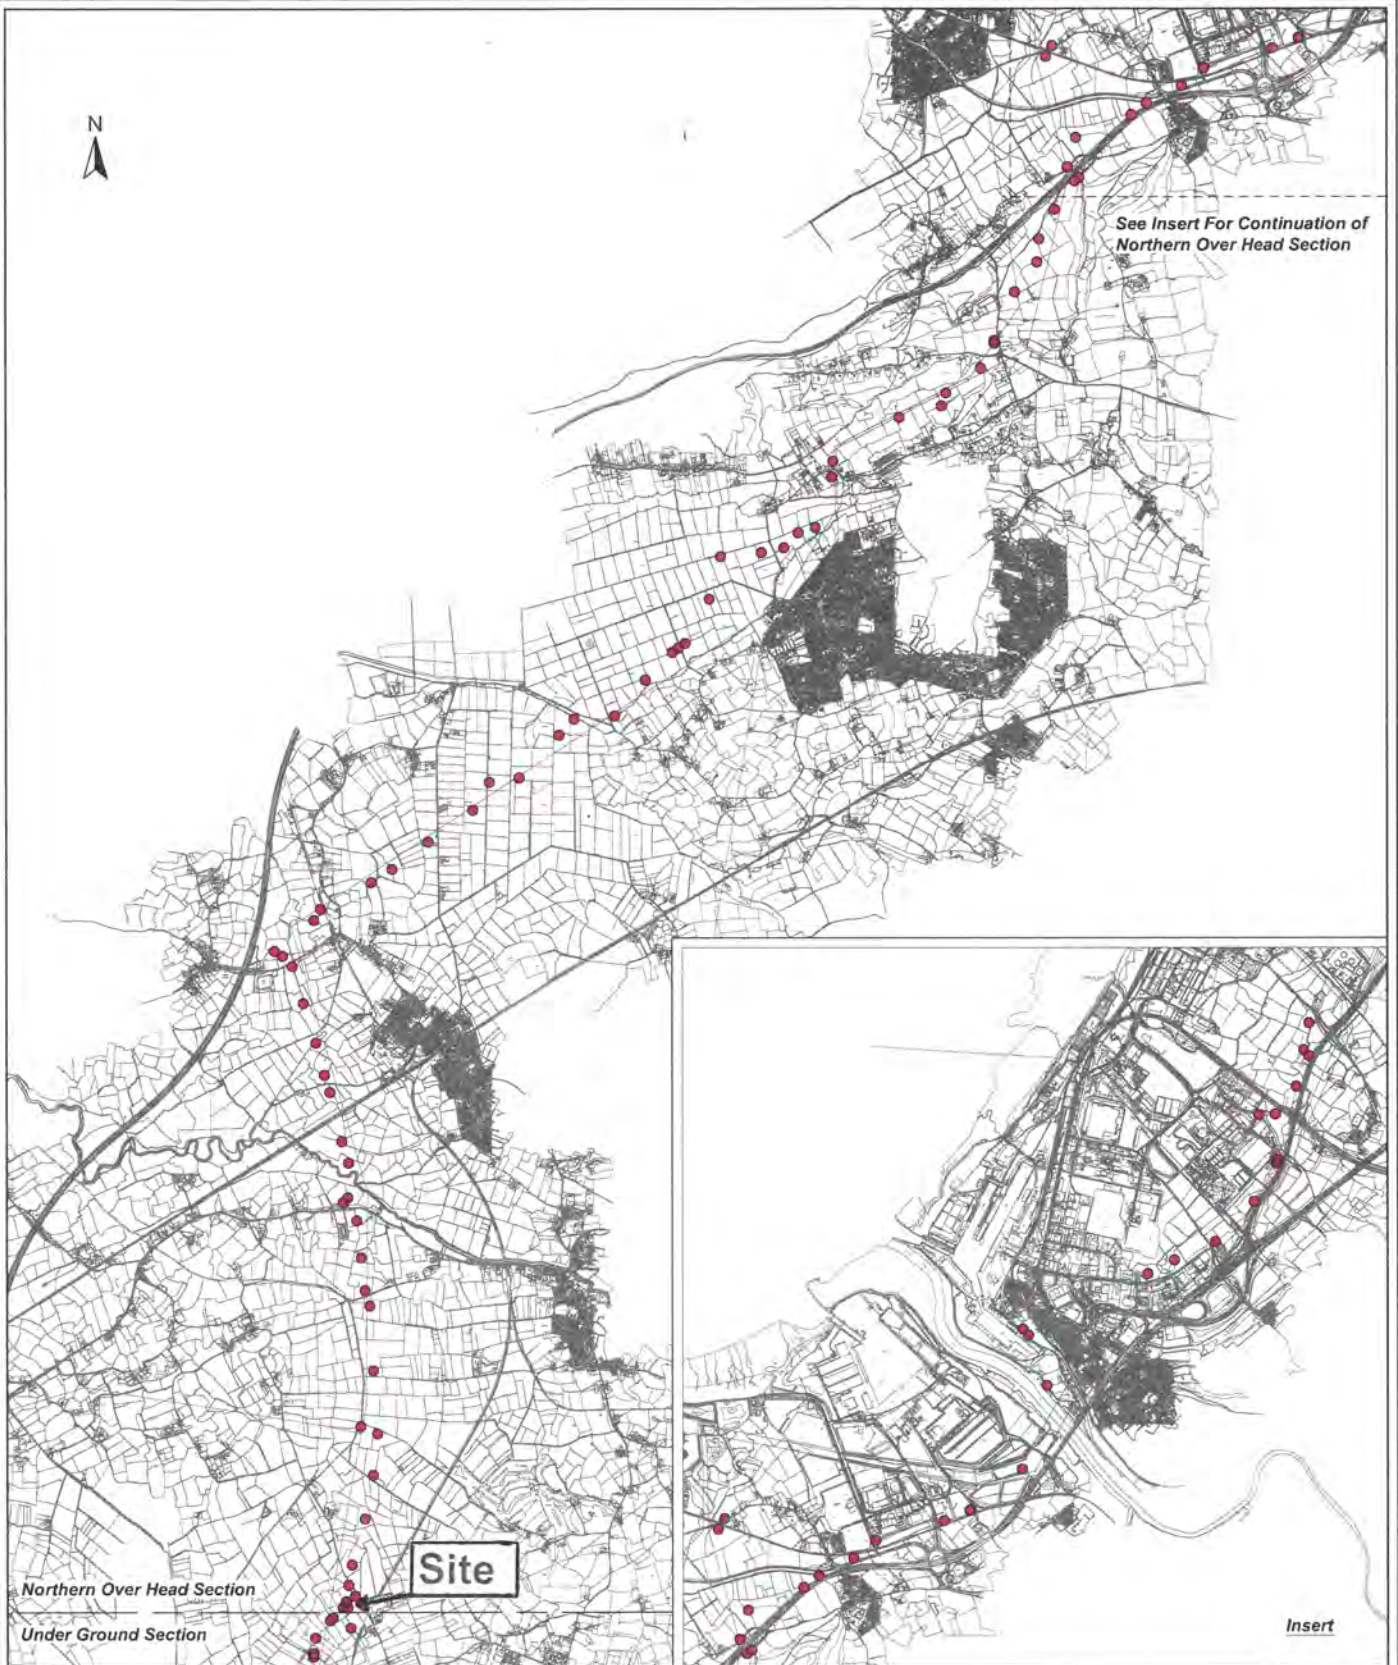 N
See Insert For Continuation of
Northern Over Head Section
Site
Northern Over Head Section
Under Ground Section
Insert